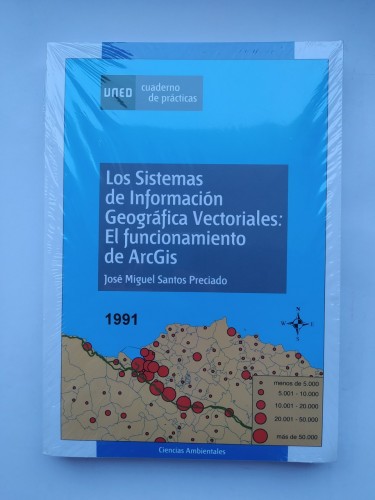 UNED
cuaderno
de prácticas
Los Sistemas
de Información
Geográfica Vectoriales:
El funcionamiento
de ArcGis
José Miguel Santos Preciado
1991
N
W
E
S
menos de 5.000
5.001 - 10.000
10.001 - 20.000
20.001 - 50.000
más de 50.000
Ciencias Ambientales